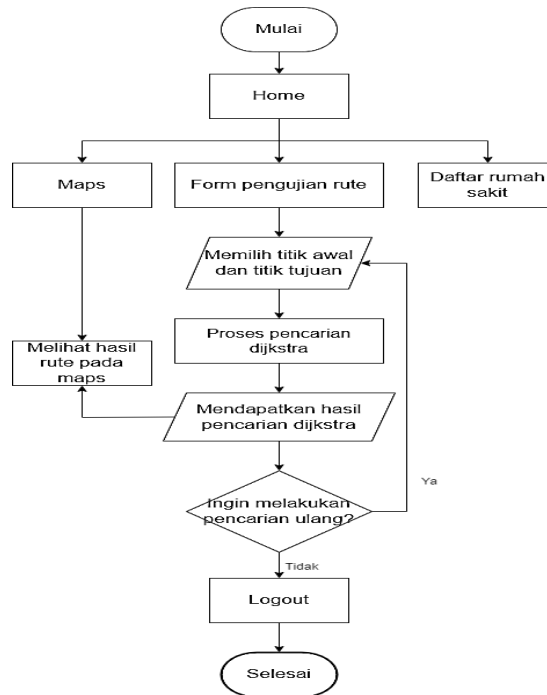 Mulai
Home
Maps
Form pengujian rute
Daftar rumah
sakit
Memilih titik awal
dan titik tujuan
Proses pencarian
dijkstra
Melihat hasil
rute pada
maps
Mendapatkan hasil
pencarian dijkstra
Ingin melakukan
pencarian ulang?
Ya
Tidak
Logout
Selesai